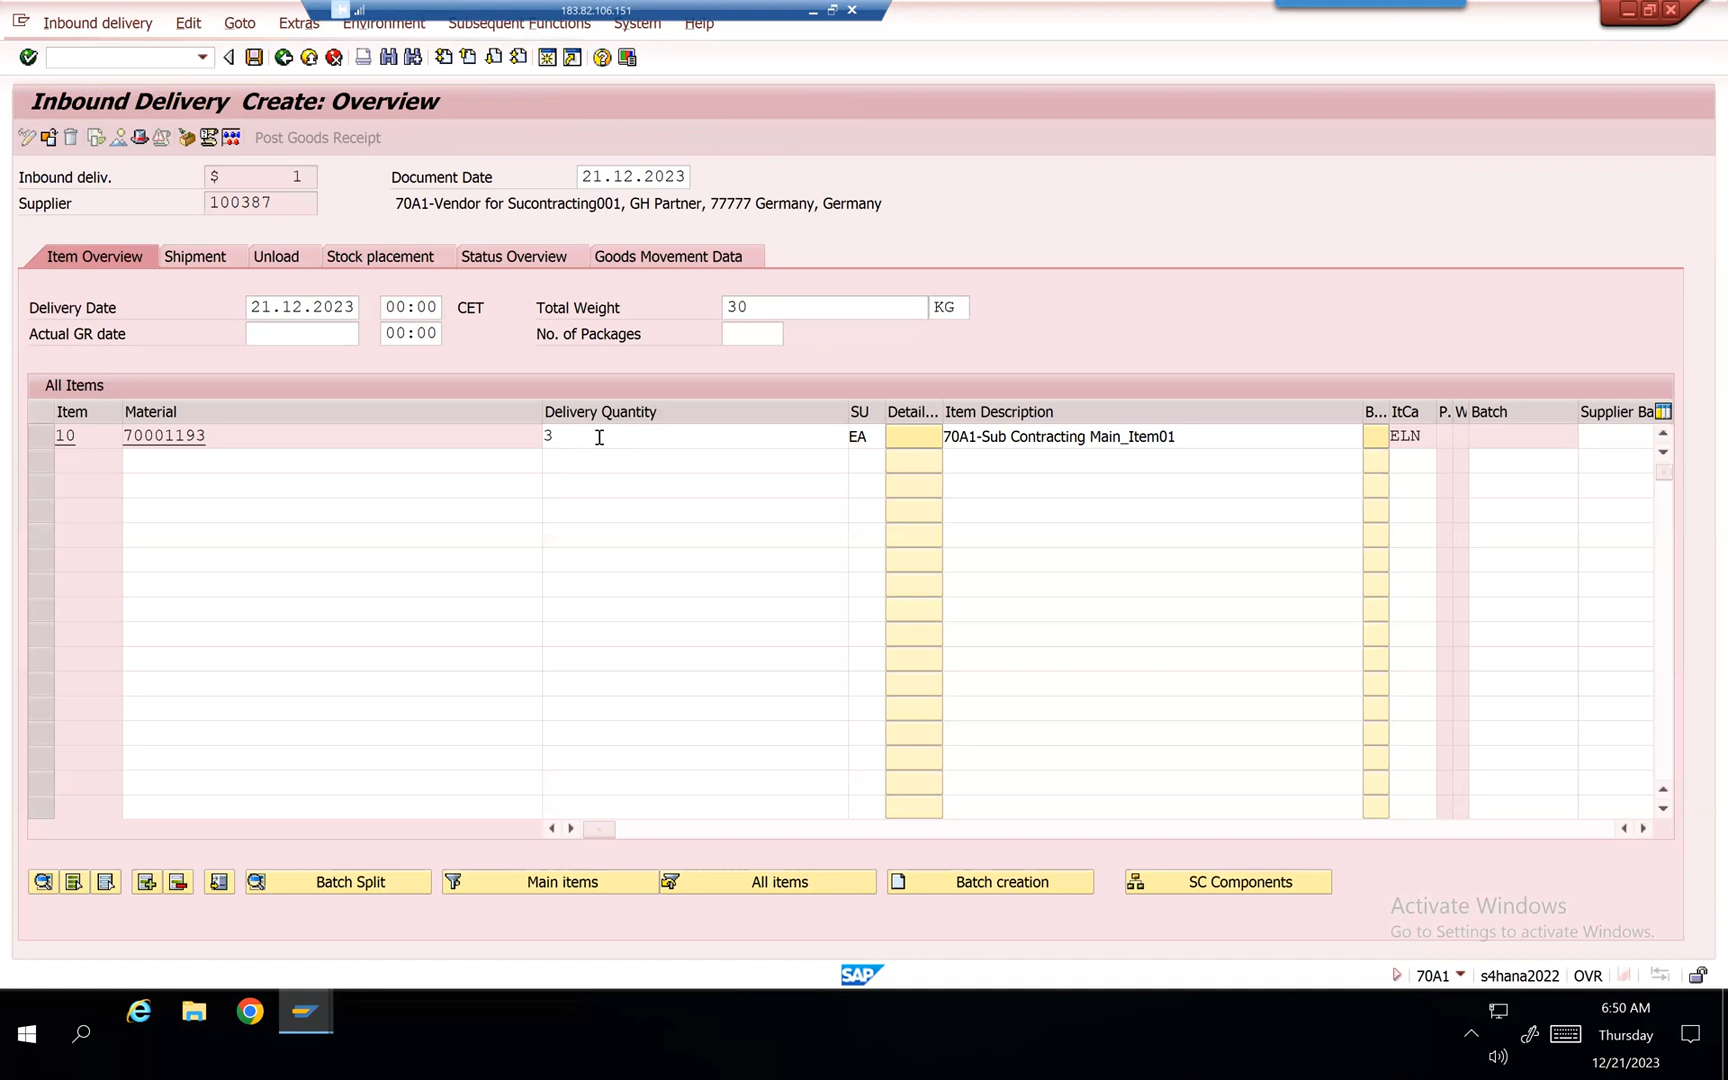 183.82.106.151
Inbound delivery Edit Goto Extras Environment Subsequent Functions System Help
Inbound Delivery Create: Overview
Post Goods Receipt
Inbound deliv. $ 1 Document Date 21.12.2023
Supplier 100387 70A1-Vendor for Sucontracting001, GH Partner, 77777 Germany, Germany
Item Overview Shipment Unload Stock placement Status Overview Goods Movement Data
Delivery Date 21.12.2023 00:00 CET Total Weight 30 KG
Actual GR date 00:00 No. of Packages
All Items
Item Material Delivery Quantity SU Detail... Item Description B... ItCa P. W Batch Supplier Ba
10 70001193 3 EA 70A1-Sub Contracting Main_Item01 ELN
Batch Split Main items All items Batch creation SC Components
Activate Windows
Go to Settings to activate Windows.
SAP 70A1 s4hana2022 OVR
6:50 AM
Thursday
12/21/2023